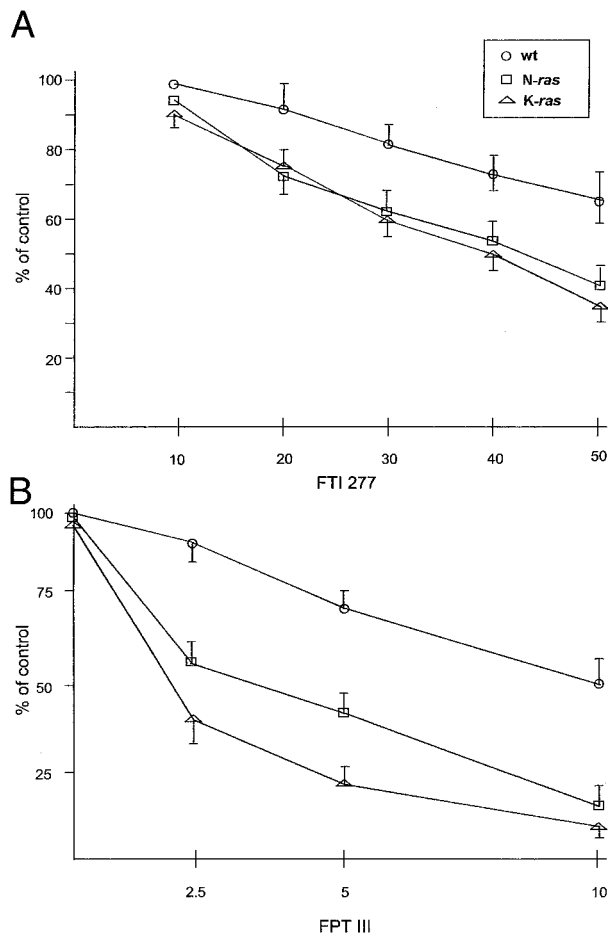 A
wt
N-ras
K-ras
100
80
60
40
20
% of control
10 20 30 40 50
FTI 277
B
100
75
50
25
% of control
2.5 5 10
FPT III